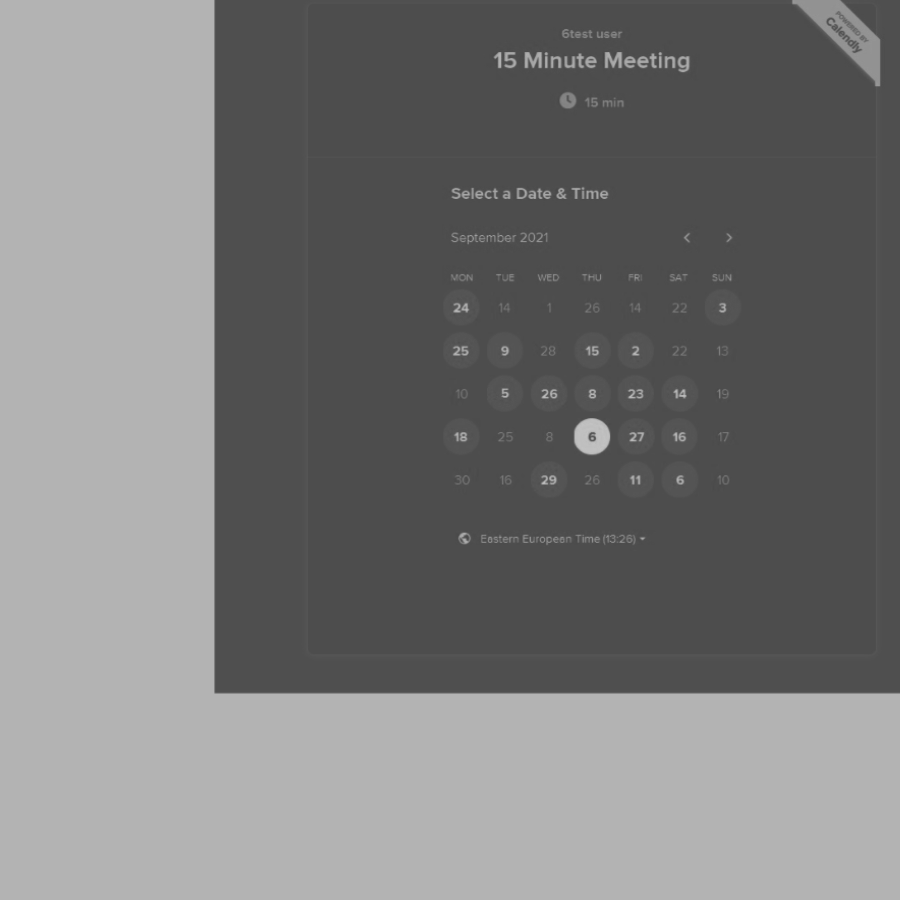 6test user
POWERED BY
Calendly
15 Minute Meeting
15 min
Select a Date & Time
September 2021
MON TUE WED THU FRI SAT SUN
24 14 1 26 14 22 3
25 9 28 15 2 22 13
10 5 26 8 23 14 19
18 25 8 6 27 16 17
30 16 29 26 11 6 10
Eastern European Time (13:26)